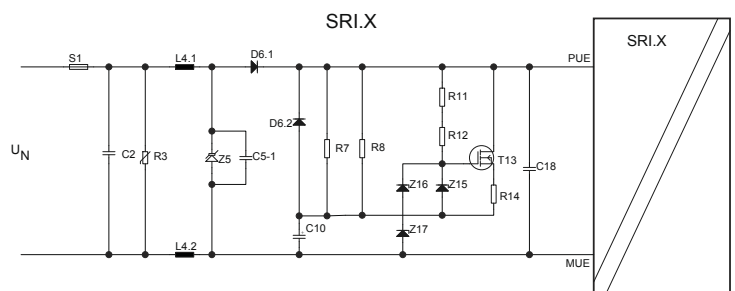 SRI.X
S1
L4.1
D6.1
PUE
SRI.X
R11
D6.2
R12
U_N
C2
R3
Z5
C5-1
R7
R8
T13
C18
Z16
Z15
R14
C10
Z17
L4.2
MUE